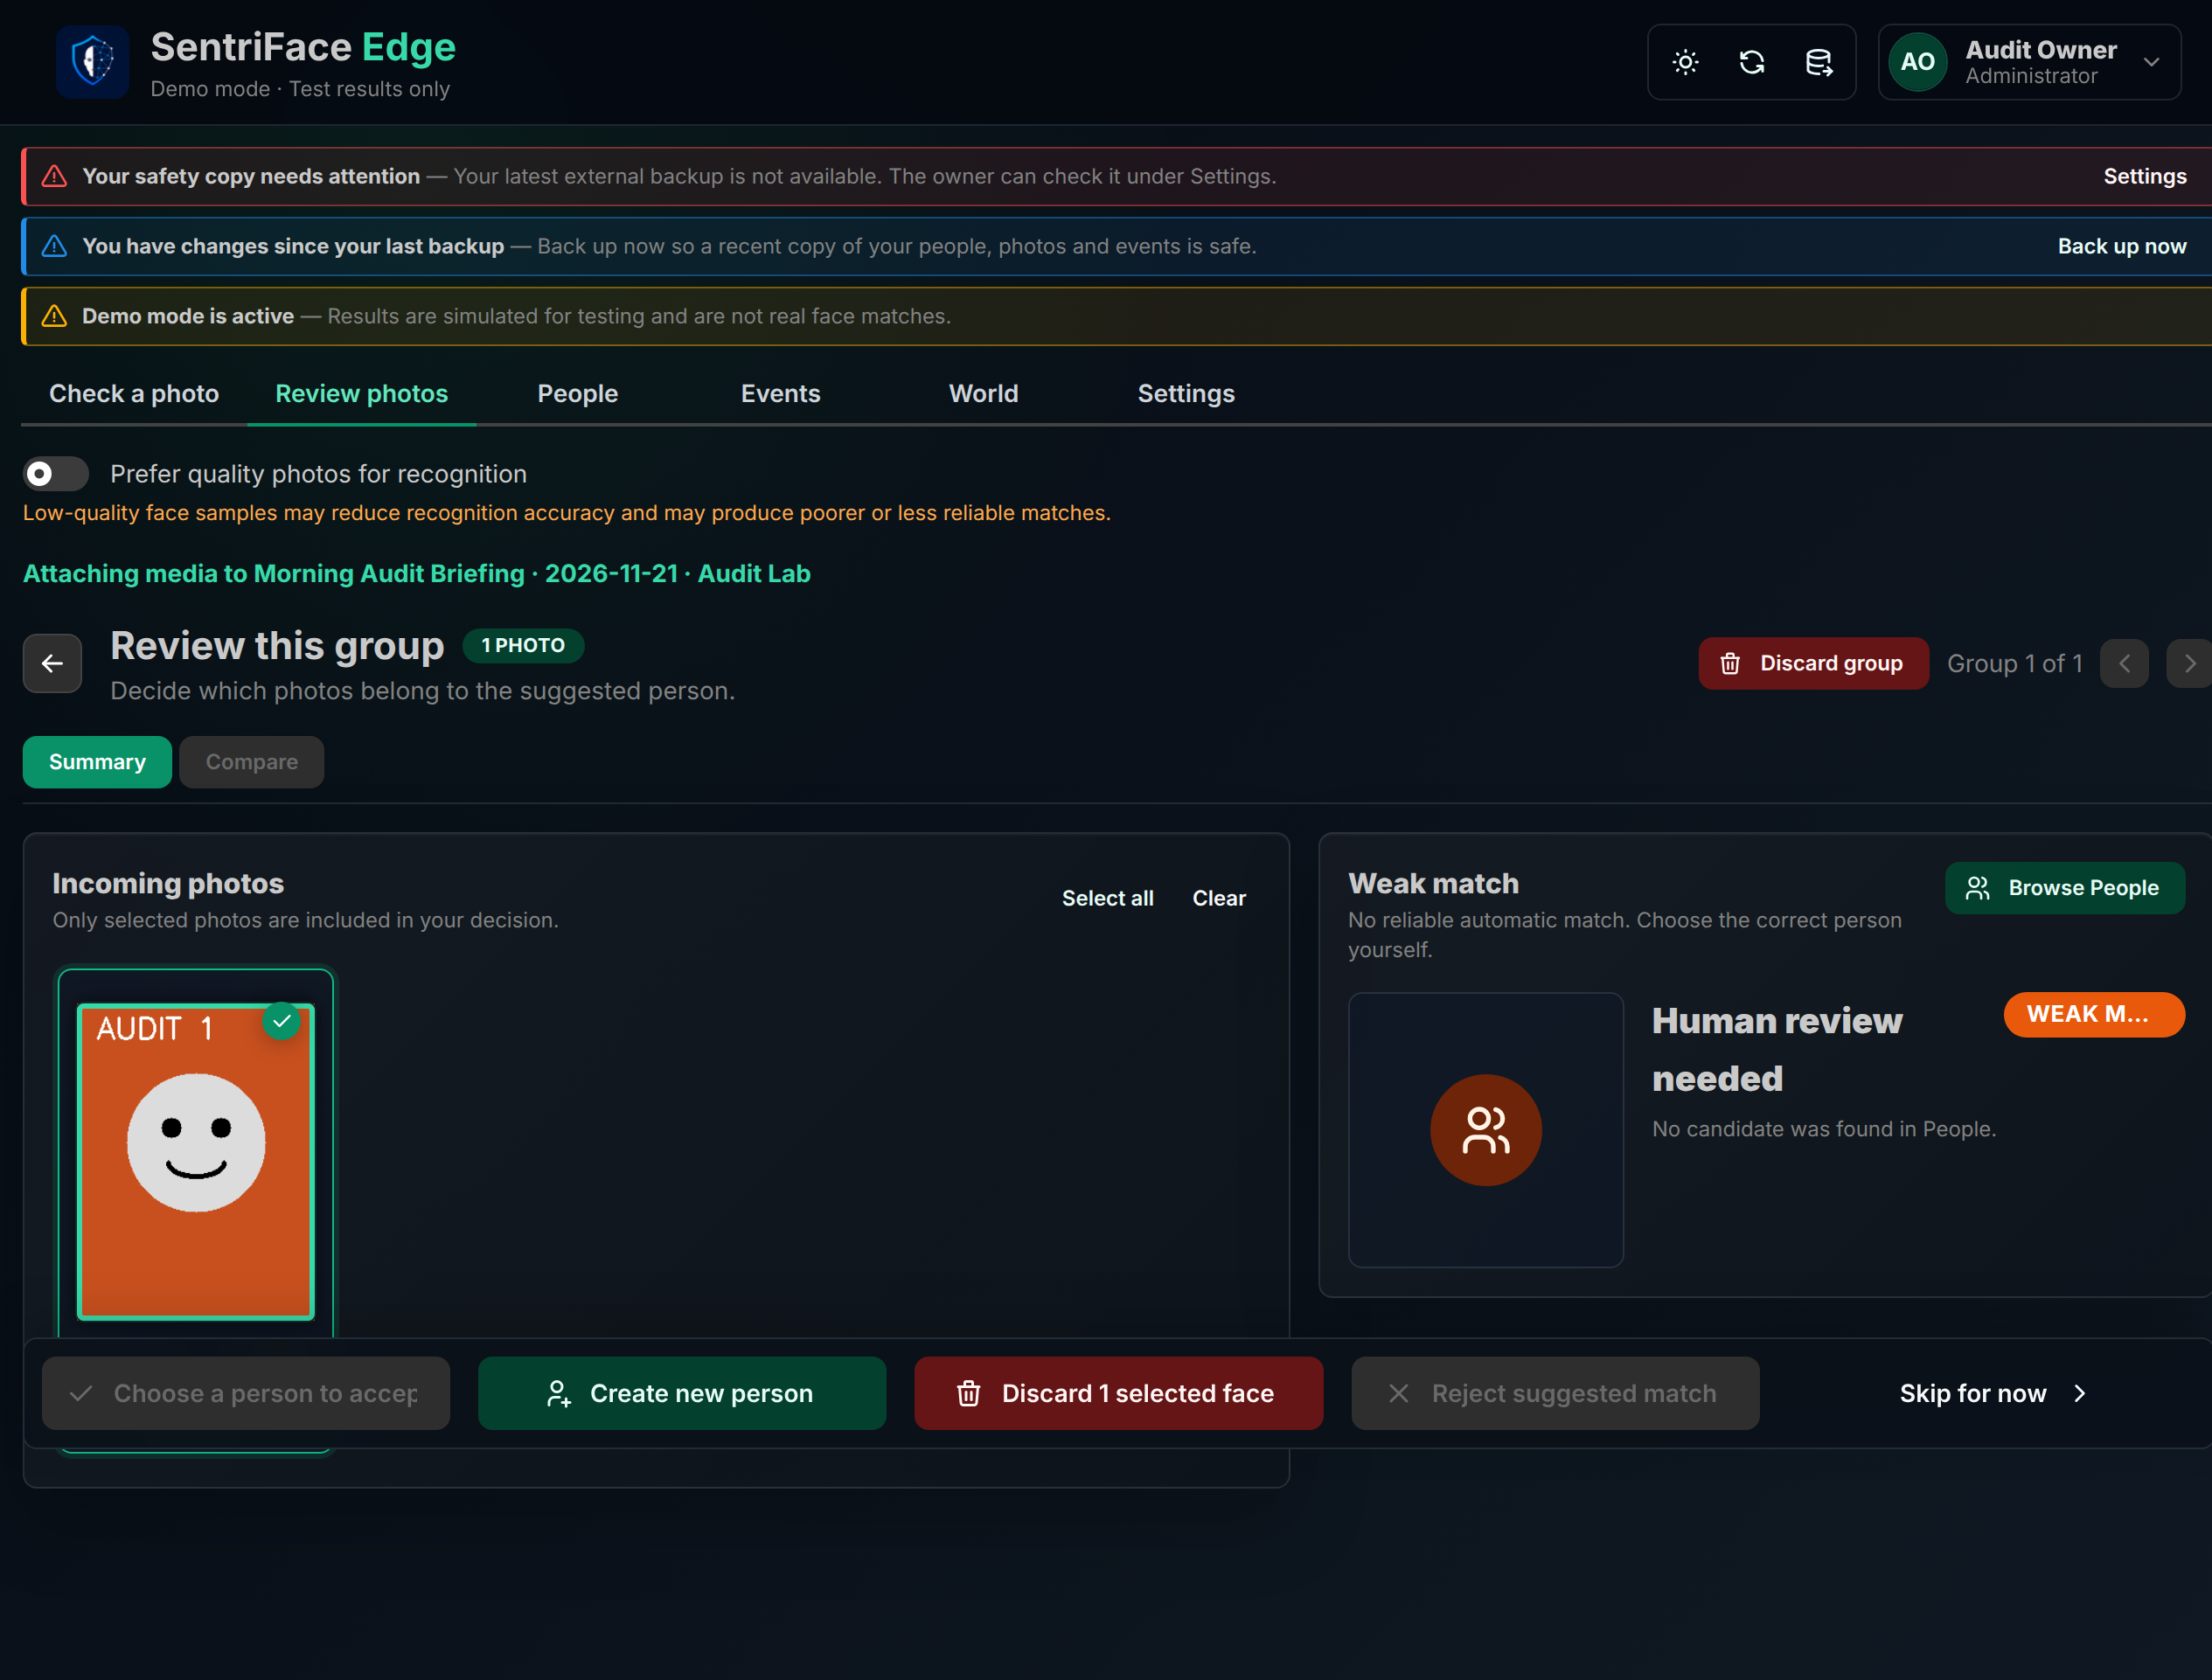 SentriFace Edge
Demo mode · Test results only
AO
Audit Owner
Administrator
Your safety copy needs attention — Your latest external backup is not available. The owner can check it under Settings.
Settings
You have changes since your last backup — Back up now so a recent copy of your people, photos and events is safe.
Back up now
Demo mode is active — Results are simulated for testing and are not real face matches.
Check a photo
Review photos
People
Events
World
Settings
Prefer quality photos for recognition
Low-quality face samples may reduce recognition accuracy and may produce poorer or less reliable matches.
Attaching media to Morning Audit Briefing · 2026-11-21 · Audit Lab
Review this group
1 PHOTO
Decide which photos belong to the suggested person.
Discard group
Group 1 of 1
Summary
Compare
Incoming photos
Only selected photos are included in your decision.
Select all
Clear
AUDIT 1
Weak match
No reliable automatic match. Choose the correct person
yourself.
Browse People
Human review
needed
WEAK M...
No candidate was found in People.
Choose a person to accep
Create new person
Discard 1 selected face
Reject suggested match
Skip for now